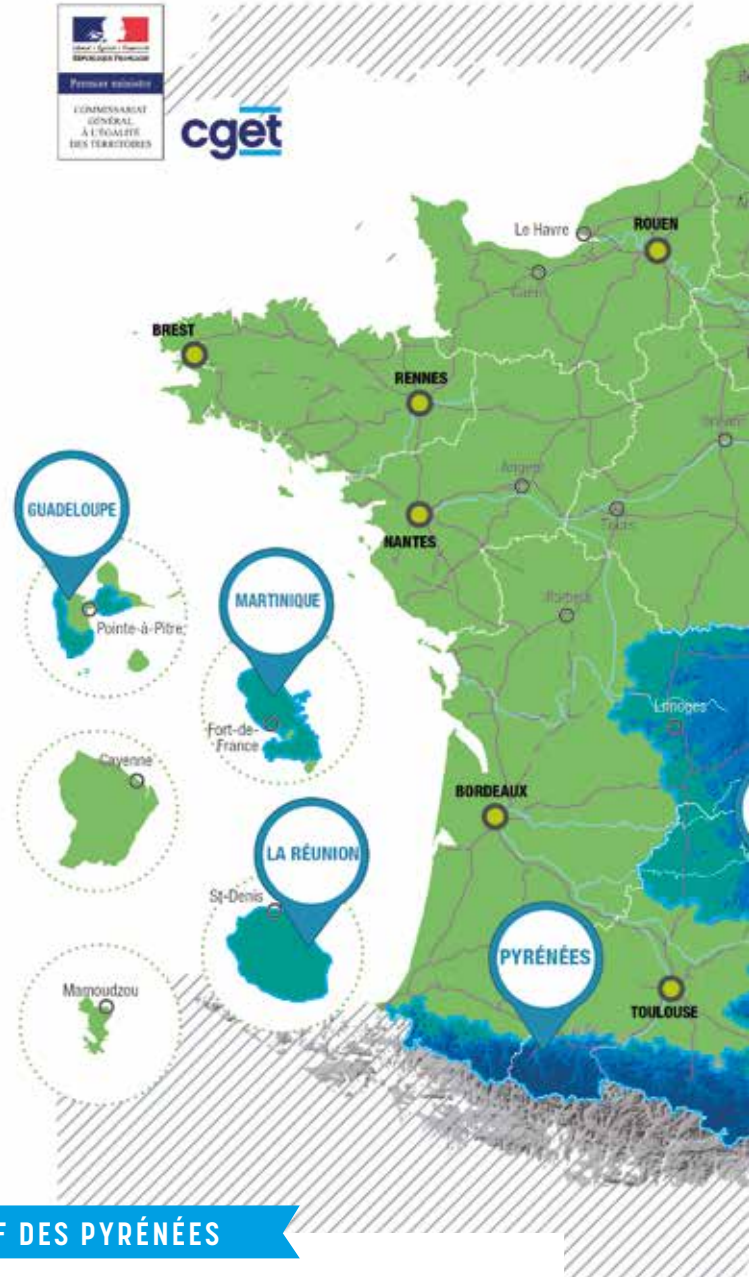 RÉPUBLIQUE FRANÇAISE
Premier ministre
COMMISSARIAT
GÉNÉRAL
À L'ÉGALITÉ
DES TERRITOIRES
cget
Le Havre
ROUEN
Caen
BREST
RENNES
Angers
NANTES
Tours
GUADELOUPE
Pointe-à-Pitre
MARTINIQUE
Fort-de-
France
Limoges
Cayenne
BORDEAUX
LA RÉUNION
St-Denis
PYRÉNÉES
Mamoudzou
TOULOUSE
F DES PYRÉNÉES